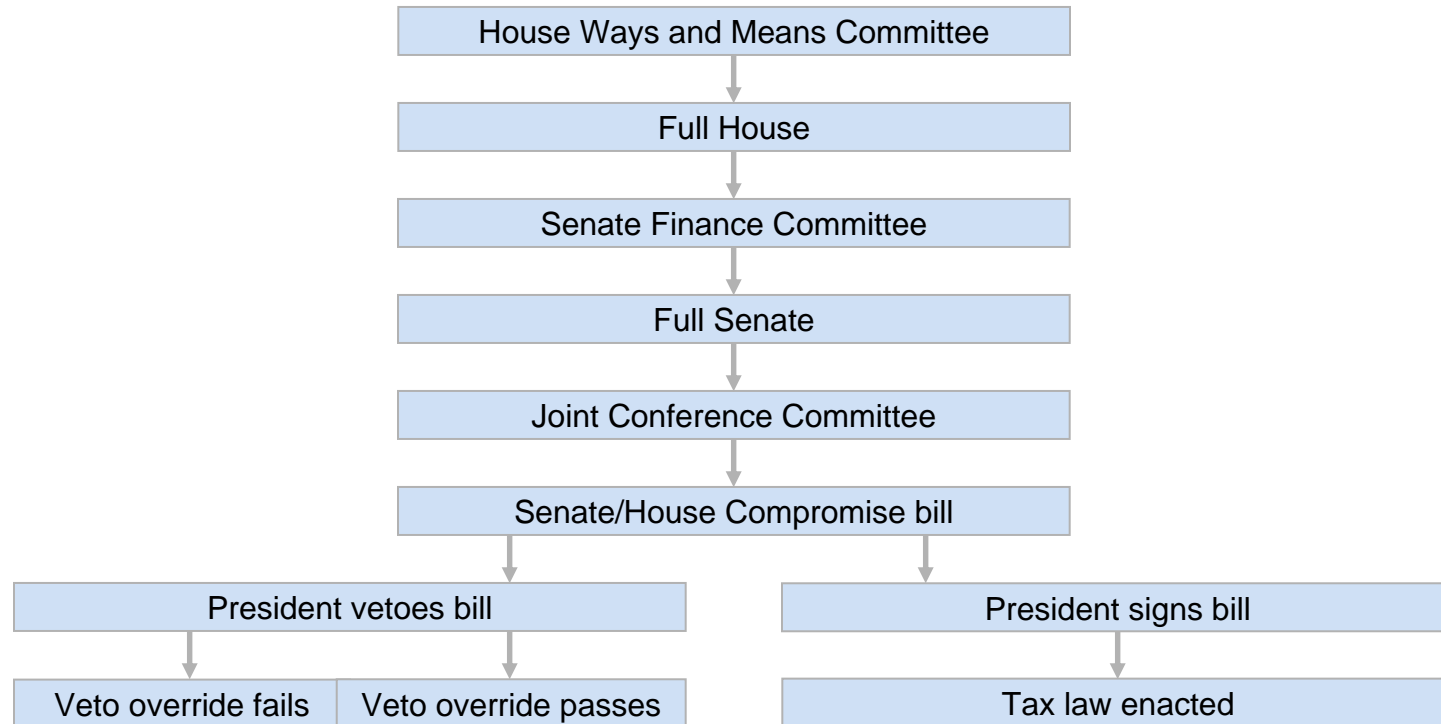 House Ways and Means Committee
Full House
Senate Finance Committee
Full Senate
Joint Conference Committee
Senate/House Compromise bill
President vetoes bill
President signs bill
Veto override fails
Veto override passes
Tax law enacted